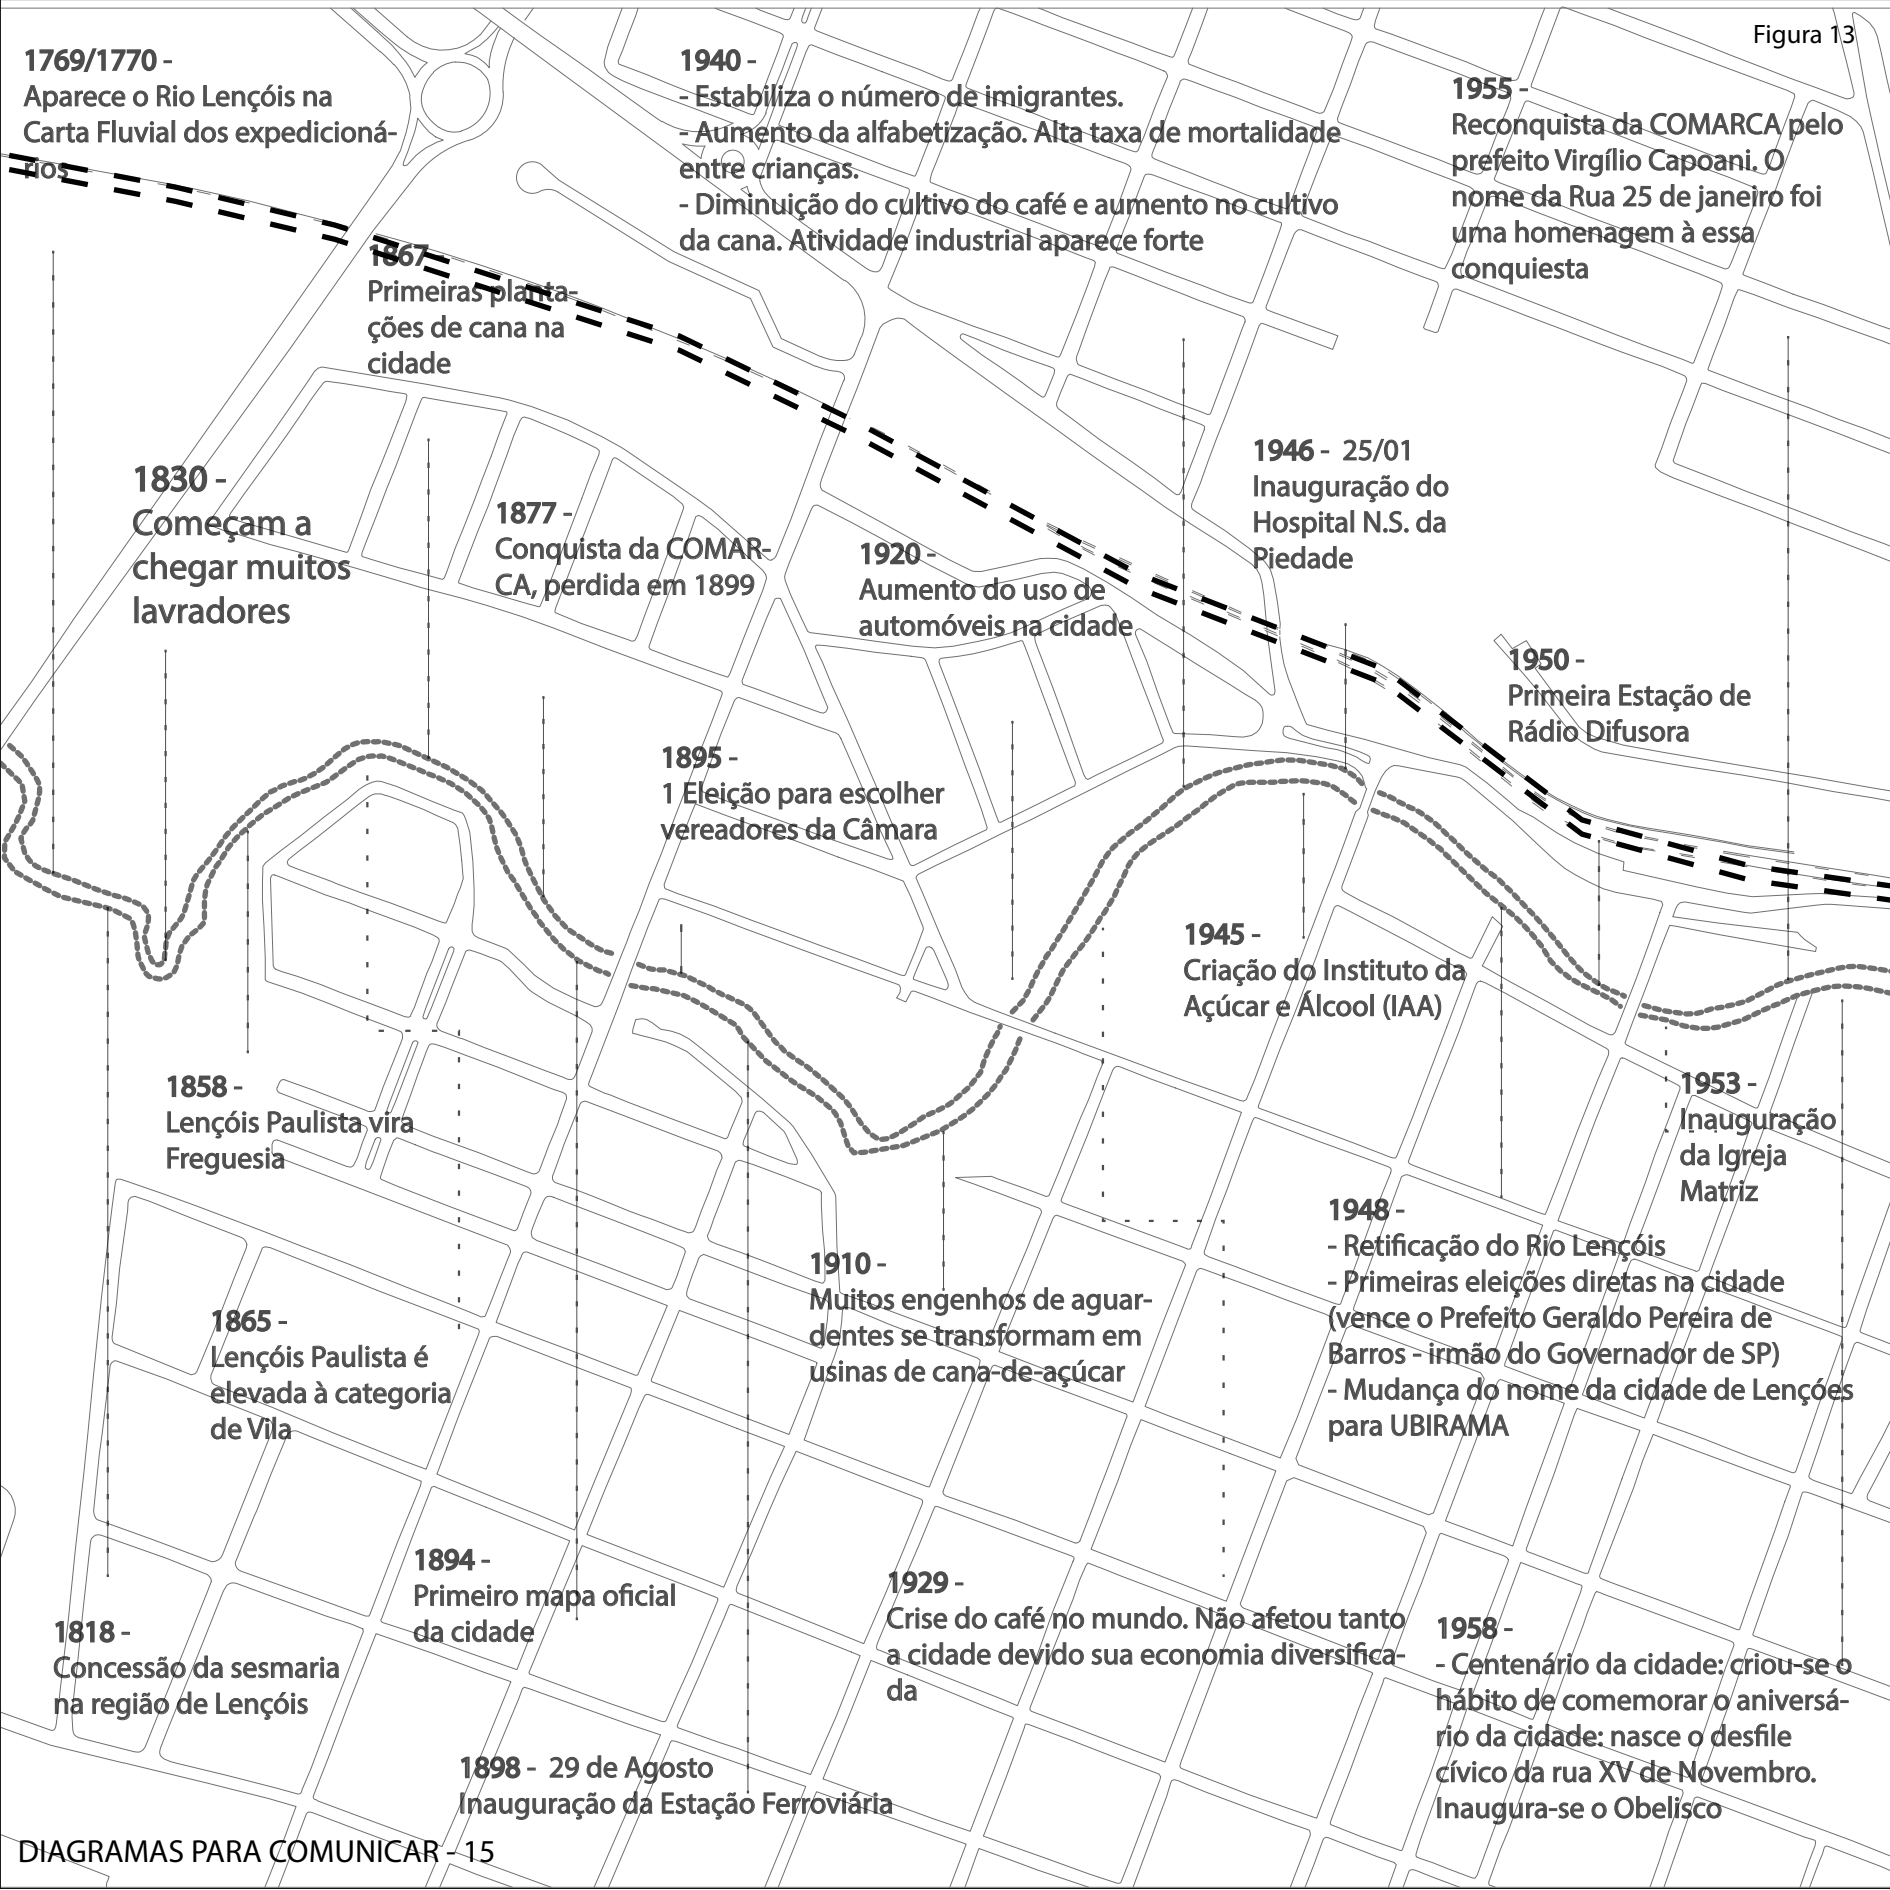 Figura 13
1769/1770 -
Aparece o Rio Lençóis na
Carta Fluvial dos expedicioná-
rios
1940 -
- Estabiliza o número de imigrantes.
- Aumento da alfabetização. Alta taxa de mortalidade
entre crianças.
- Diminuição do cultivo do café e aumento no cultivo
da cana. Atividade industrial aparece forte
1955 -
Reconquista da COMARCA pelo
prefeito Virgílio Capoani. O
nome da Rua 25 de janeiro foi
uma homenagem à essa
conquiesta
1867
Primeiras planta-
ções de cana na
cidade
1830 -
Começam a
chegar muitos
lavradores
1877 -
Conquista da COMAR-
CA, perdida em 1899
1920 -
Aumento do uso de
automóveis na cidade
1946 - 25/01
Inauguração do
Hospital N.S. da
Piedade
1950 -
Primeira Estação de
Rádio Difusora
1895 -
1 Eleição para escolher
vereadores da Câmara
1945 -
Criação do Instituto da
Açúcar e Álcool (IAA)
1858 -
Lençóis Paulista vira
Freguesia
1953 -
Inauguração
da Igreja
Matriz
1948 -
- Retificação do Rio Lençóis
- Primeiras eleições diretas na cidade
(vence o Prefeito Geraldo Pereira de
Barros - irmão do Governador de SP)
- Mudança do nome da cidade de Lençóes
para UBIRAMA
1910 -
Muitos engenhos de aguar-
dentes se transformam em
usinas de cana-de-açúcar
1865 -
Lençóis Paulista é
elevada à categoria
de Vila
1894 -
Primeiro mapa oficial
da cidade
1929 -
Crise do café no mundo. Não afetou tanto
a cidade devido sua economia diversifica-
da
1818 -
Concessão da sesmaria
na região de Lençóis
1958 -
- Centenário da cidade: criou-se o
hábito de comemorar o aniversá-
rio da cidade: nasce o desfile
cívico da rua XV de Novembro.
Inaugura-se o Obelisco
1898 - 29 de Agosto
Inauguração da Estação Ferroviária
DIAGRAMAS PARA COMUNICAR - 15